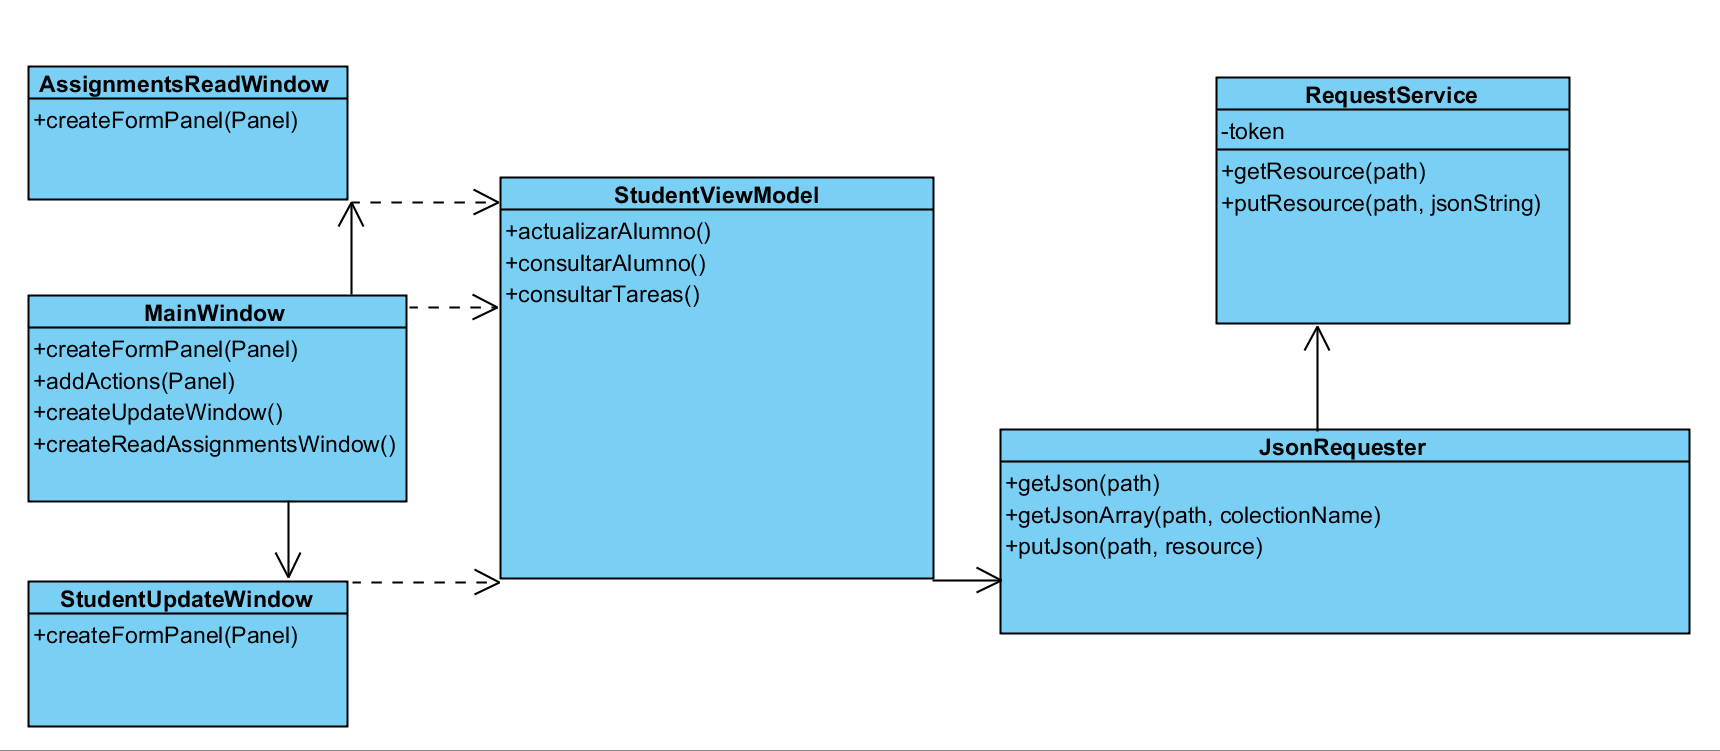 AssignmentsReadWindow
+createFormPanel(Panel)
MainWindow
+createFormPanel(Panel)
+addActions(Panel)
+createUpdateWindow()
+createReadAssignmentsWindow()
StudentUpdateWindow
+createFormPanel(Panel)
StudentViewModel
+actualizarAlumno()
+consultarAlumno()
+consultarTareas()
RequestService
-token
+getResource(path)
+putResource(path, jsonString)
JsonRequester
+getJson(path)
+getJsonArray(path, colectionName)
+putJson(path, resource)